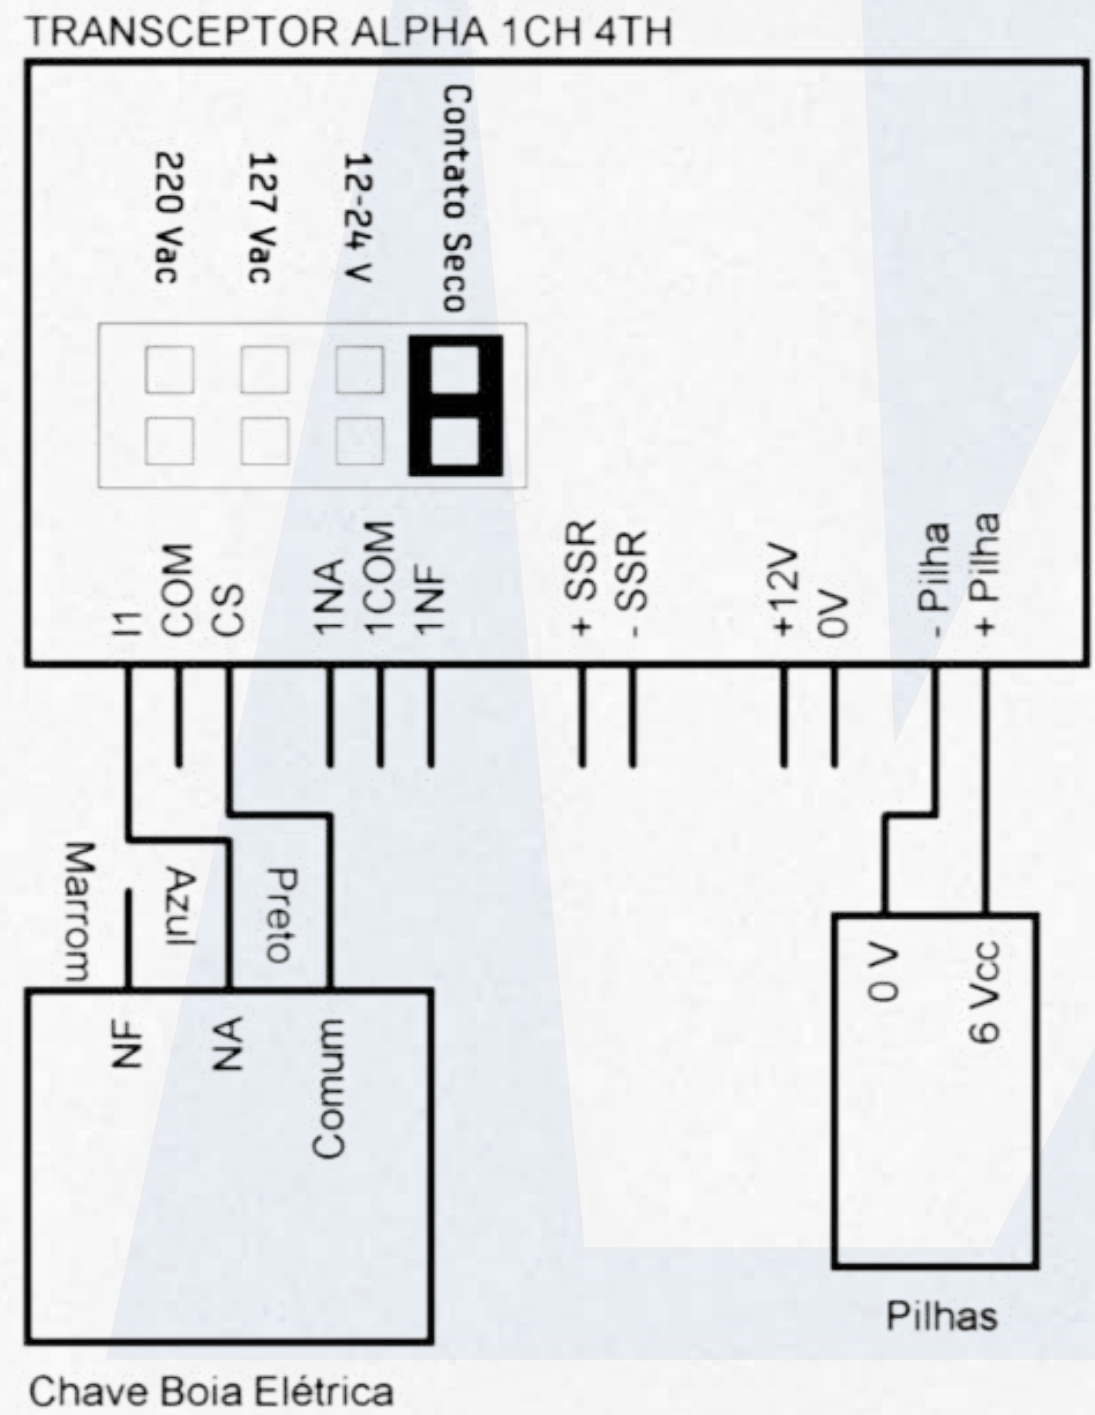 TRANSCEPTOR ALPHA 1CH 4TH
220 Vac
127 Vac
12-24 V
Contato Seco
I1
COM
CS
1NA
1COM
1NF
+ SSR
- SSR
+12V
0V
- Pilha
+ Pilha
Marrom
Azul
Preto
NF
NA
Comum
0 V
6 Vcc
Pilhas
Chave Boia Elétrica